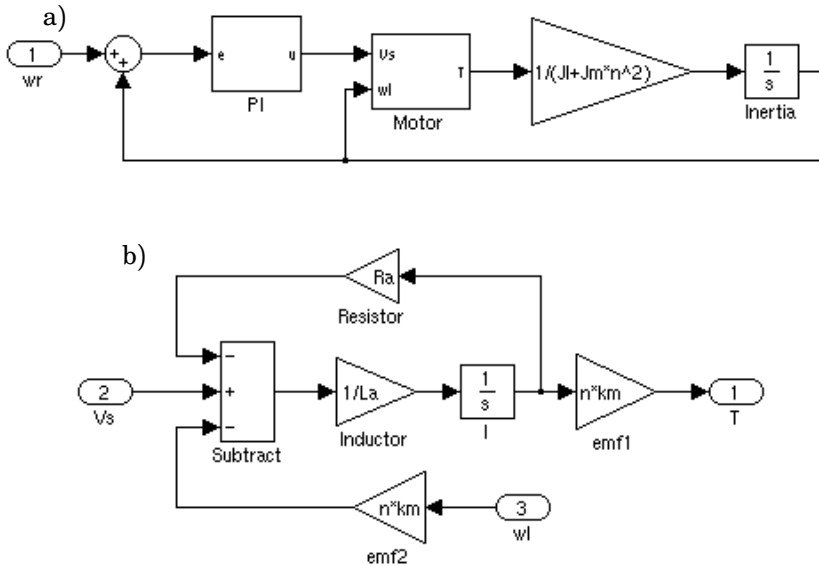 a)
+
+
1
wr
e
u
PI
Vs
wl
T
Motor
1/(Jl+Jm*n^2)
1
s
Inertia
b)
Ra
Resistor
−
+
−
Subtract
2
Vs
1/La
Inductor
1
s
I
n*km
emf1
1
T
n*km
emf2
3
wl